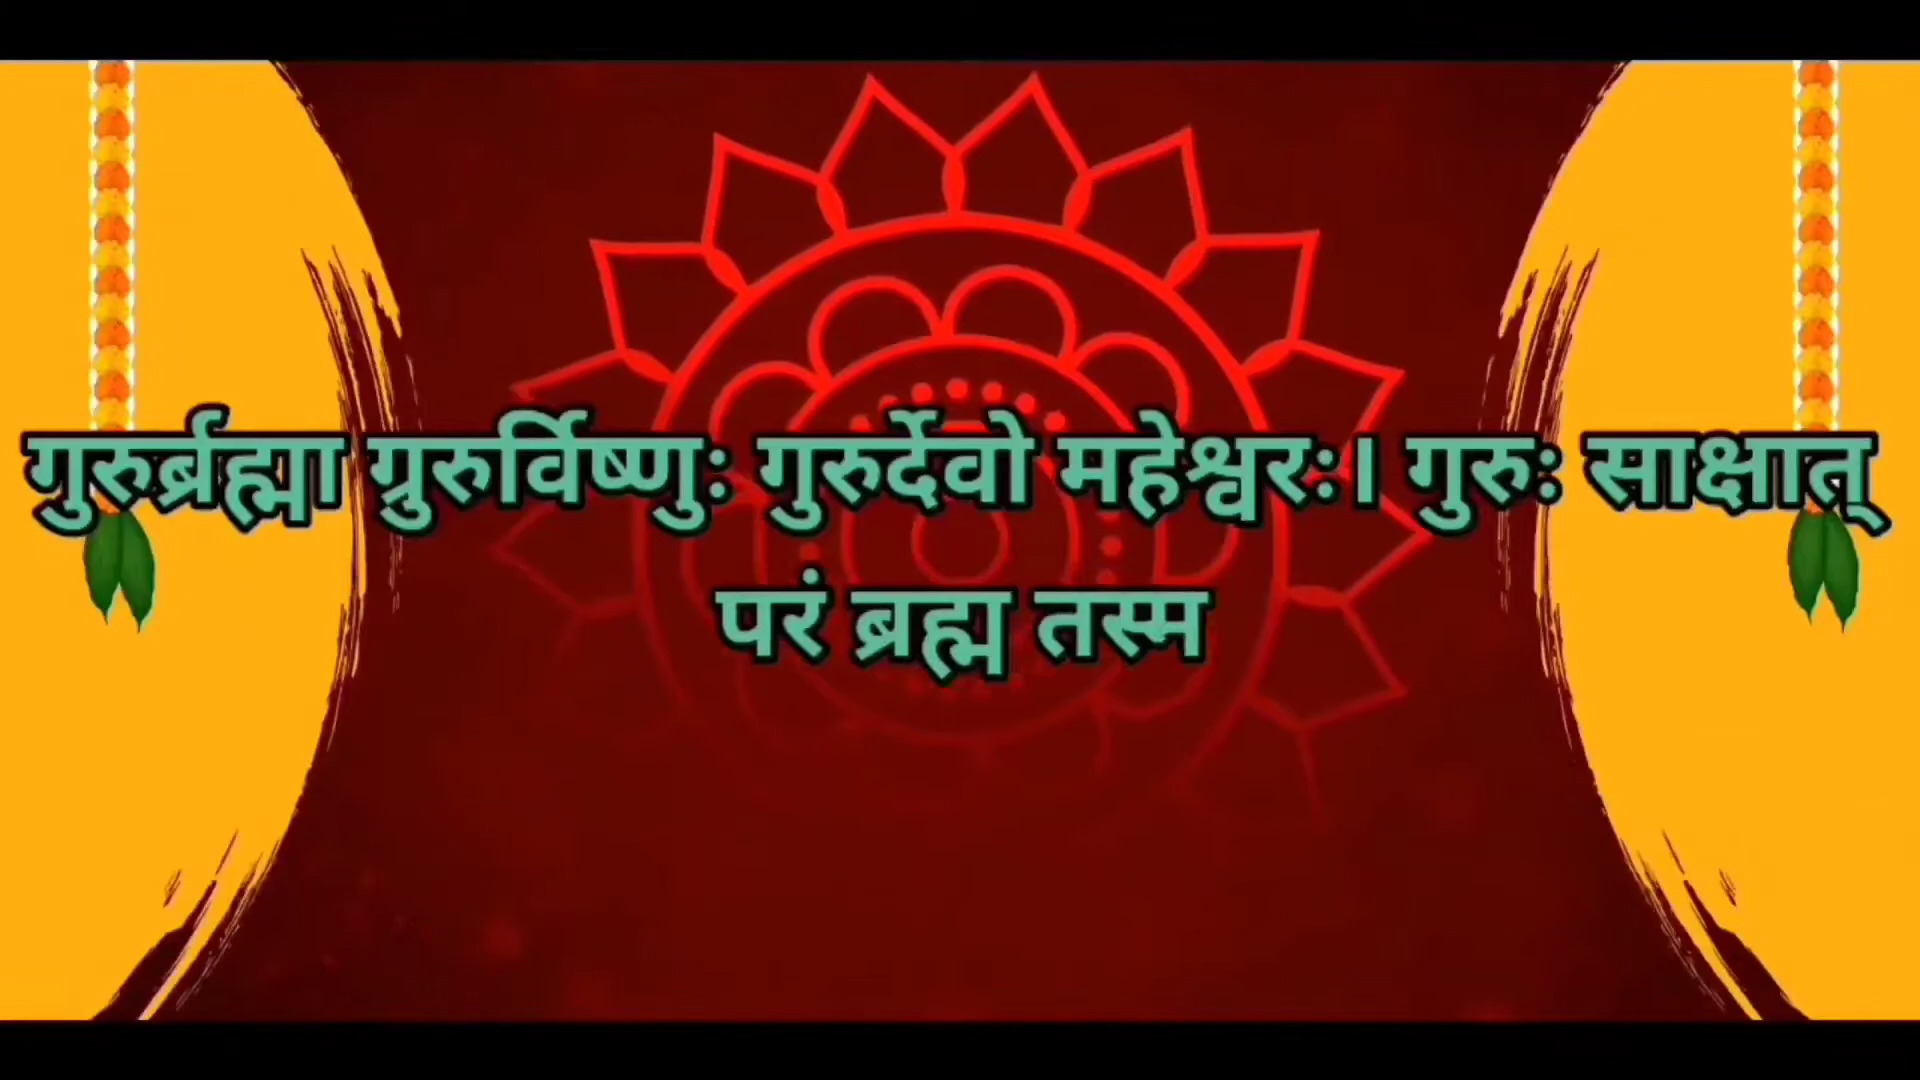 गुरुर्ब्रह्मा ग्रुरुर्विष्णुः गुरुर्देवो महेश्वरः। गुरुः साक्षात्
परं ब्रह्म तस्म